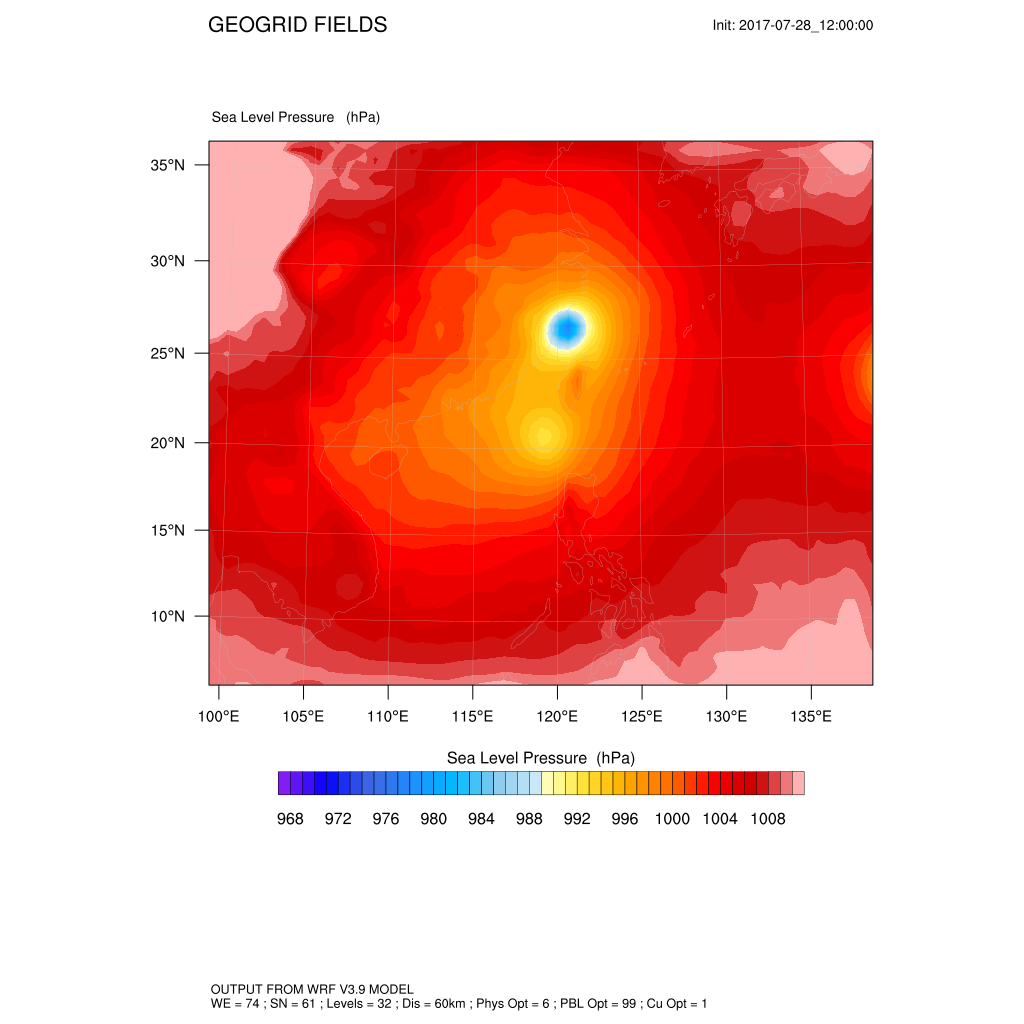 GEOGRID FIELDS
Init: 2017-07-28_12:00:00
Sea Level Pressure   (hPa)
35°N
30°N
25°N
20°N
15°N
10°N
100°E 105°E 110°E 115°E 120°E 125°E 130°E 135°E
Sea Level Pressure  (hPa)
968 972 976 980 984 988 992 996 1000 1004 1008
OUTPUT FROM WRF V3.9 MODEL
WE = 74 ; SN = 61 ; Levels = 32 ; Dis = 60km ; Phys Opt = 6 ; PBL Opt = 99 ; Cu Opt = 1